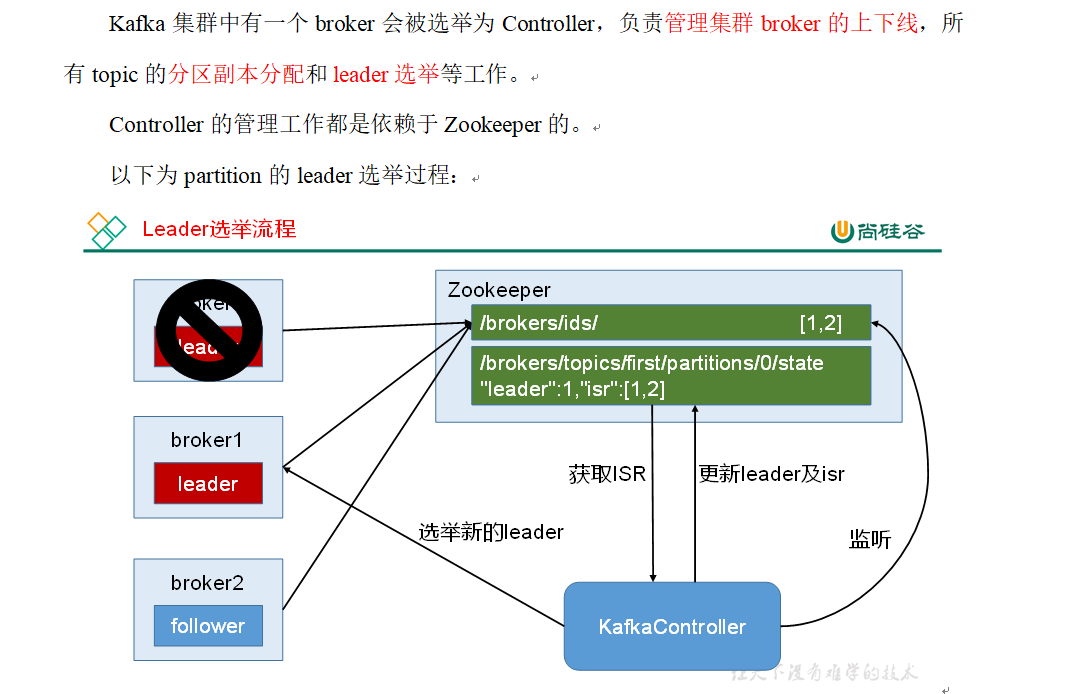 Kafka 集群中有一个 broker 会被选举为 Controller，负责管理集群 broker 的上下线，所
有 topic 的分区副本分配和 leader 选举等工作。
Controller 的管理工作都是依赖于 Zookeeper 的。
以下为 partition 的 leader 选举过程：
Leader选举流程
尚硅谷
Zookeeper
/brokers/ids/ [1,2]
/brokers/topics/first/partitions/0/state
"leader":1,"isr":[1,2]
broker1
leader
获取ISR
更新leader及isr
选举新的leader
监听
broker2
follower
KafkaController
没有难学的技术